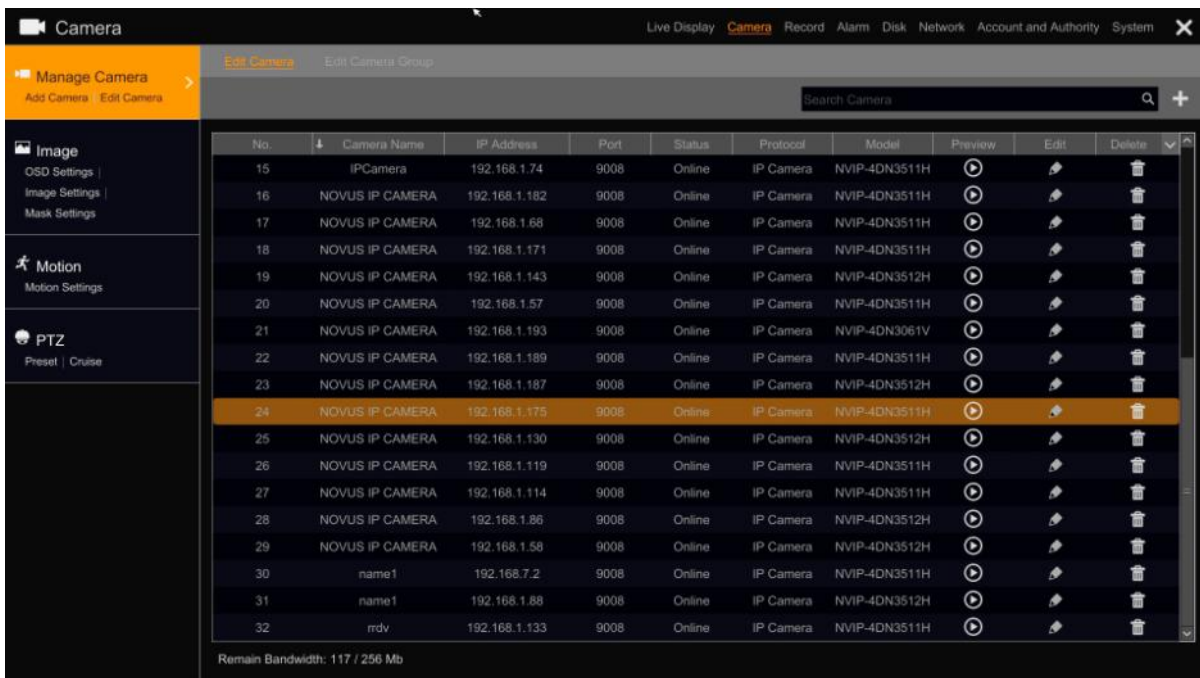 Camera
Live Display Camera Record Alarm Disk Network Account and Authority System
Manage Camera
Add Camera | Edit Camera
Image
OSD Settings |
Image Settings |
Mask Settings
Motion
Motion Settings
PTZ
Preset | Cruise
Edit Camera Edit Camera Group
Search Camera
No. Camera Name IP Address Port Status Protocol Model Preview Edit Delete
15 IPCamera 192.168.1.74 9008 Online IP Camera NVIP-4DN3511H
16 NOVUS IP CAMERA 192.168.1.182 9008 Online IP Camera NVIP-4DN3511H
17 NOVUS IP CAMERA 192.168.1.68 9008 Online IP Camera NVIP-4DN3511H
18 NOVUS IP CAMERA 192.168.1.171 9008 Online IP Camera NVIP-4DN3511H
19 NOVUS IP CAMERA 192.168.1.143 9008 Online IP Camera NVIP-4DN3512H
20 NOVUS IP CAMERA 192.168.1.57 9008 Online IP Camera NVIP-4DN3511H
21 NOVUS IP CAMERA 192.168.1.193 9008 Online IP Camera NVIP-4DN3061V
22 NOVUS IP CAMERA 192.168.1.189 9008 Online IP Camera NVIP-4DN3511H
23 NOVUS IP CAMERA 192.168.1.187 9008 Online IP Camera NVIP-4DN3512H
24 NOVUS IP CAMERA 192.168.1.175 9008 Online IP Camera NVIP-4DN3511H
25 NOVUS IP CAMERA 192.168.1.130 9008 Online IP Camera NVIP-4DN3512H
26 NOVUS IP CAMERA 192.168.1.119 9008 Online IP Camera NVIP-4DN3511H
27 NOVUS IP CAMERA 192.168.1.114 9008 Online IP Camera NVIP-4DN3511H
28 NOVUS IP CAMERA 192.168.1.86 9008 Online IP Camera NVIP-4DN3512H
29 NOVUS IP CAMERA 192.168.1.58 9008 Online IP Camera NVIP-4DN3512H
30 name1 192.168.7.2 9008 Online IP Camera NVIP-4DN3511H
31 name1 192.168.1.88 9008 Online IP Camera NVIP-4DN3512H
32 rrdv 192.168.1.133 9008 Online IP Camera NVIP-4DN3511H
Remain Bandwidth: 117 / 256 Mb